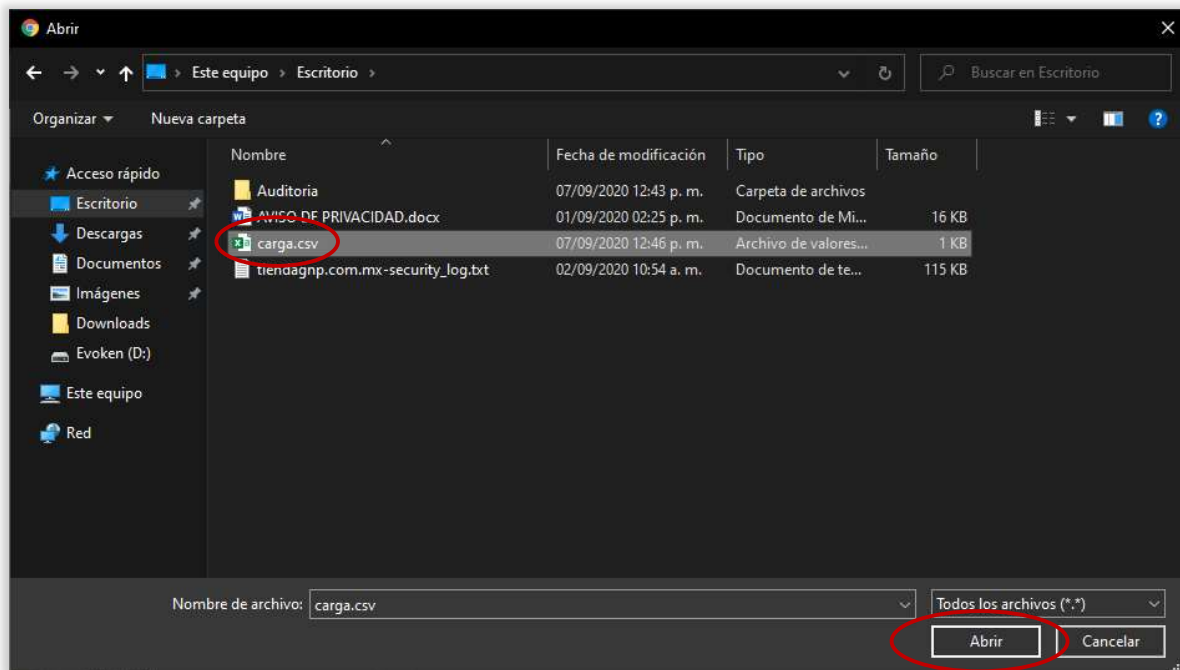 Abrir
Este equipo > Escritorio >
Buscar en Escritorio
Organizar Nueva carpeta
Nombre Fecha de modificación Tipo Tamaño
Acceso rápido
Escritorio
Descargas
Documentos
Imágenes
Downloads
Evoken (D:)
Este equipo
Red
Auditoria 07/09/2020 12:43 p. m. Carpeta de archivos
AVISO DE PRIVACIDAD.docx 01/09/2020 02:25 p. m. Documento de Mi... 16 KB
carga.csv 07/09/2020 12:46 p. m. Archivo de valores... 1 KB
tiendagnp.com.mx-security_log.txt 02/09/2020 10:54 a. m. Documento de te... 115 KB
Nombre de archivo: carga.csv Todos los archivos (*.*)
Abrir Cancelar